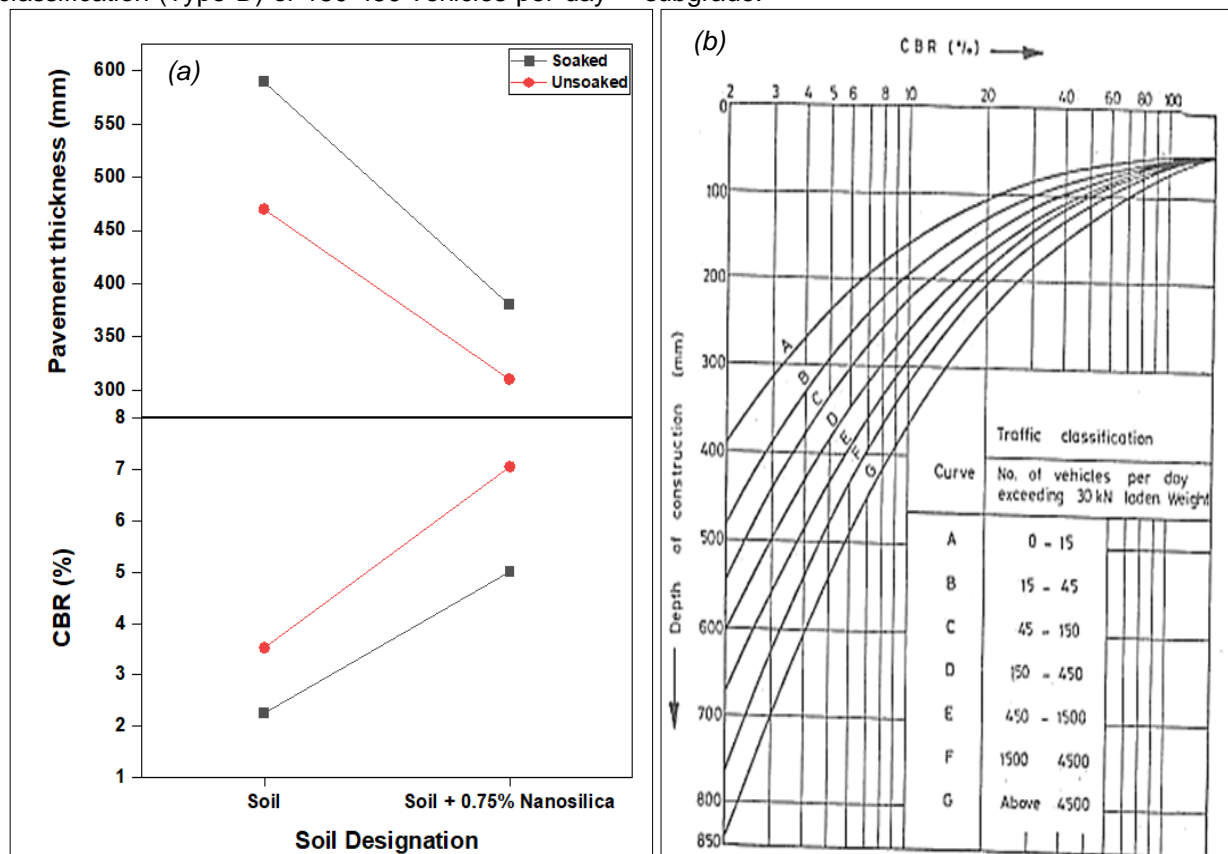 classification (Type D) of 150-450 vehicles per day subgrade.
(a)
Soaked
Unsoaked
Pavement thickness (mm)
600
550
500
450
400
350
300
CBR (%)
8
7
6
5
4
3
2
1
Soil
Soil + 0.75% Nanosilica
Soil Designation
(b)
CBR (%)
2 3 4 5 6 8 10 20 40 60 80 100
0
100
200
300
400
500
600
700
800
850
Depth of construction (mm)
A
B
C
D
E
F
G
Traffic classification
Curve
No. of vehicles per day
exceeding 30 kN laden Weight
A 0 - 15
B 15 - 45
C 45 - 150
D 150 - 450
E 450 - 1500
F 1500 4500
G Above 4500